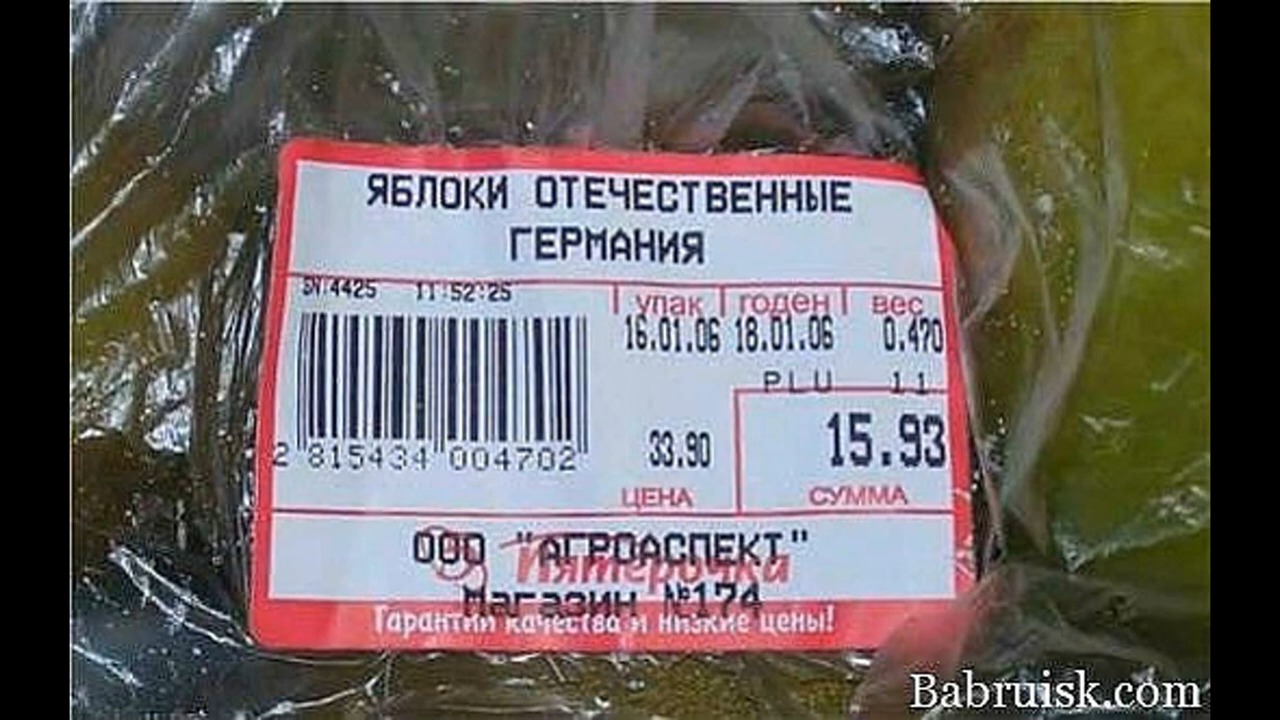 ЯБЛОКИ ОТЕЧЕСТВЕННЫЕ
ГЕРМАНИЯ
SN:4425 11:52:25
упак годен вес
16.01.06 18.01.06 0.470
PLU 11
2 815434 004702
33.90 15.93
ЦЕНА СУММА
ООО "АГРОАСПЕКТ"
Пятерочка
Магазин №174
Гарантии качества и низкие цены!
Babruisk.com